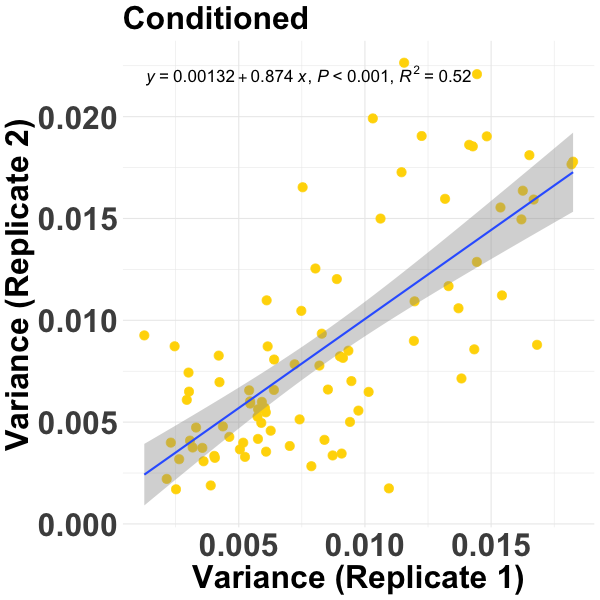 Conditioned
y = 0.00132 + 0.874 x, P < 0.001, R² = 0.52
Variance (Replicate 2)
0.020
0.015
0.010
0.005
0.000
0.005 0.010 0.015
Variance (Replicate 1)